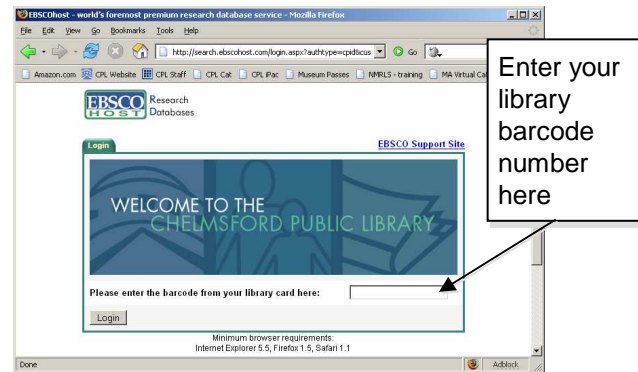 EBSCOhost - world's foremost premium research database service - Mozilla Firefox
File Edit View Go Bookmarks Tools Help
http://search.ebscohost.com/login.aspx?authtype=cpid&cus Go
Amazon.com CPL Website CPL Staff CPL Cat CPL iPac Museum Passes NMRLS - training MA Virtual Cat
Enter your
library
barcode
number
here
EBSCO Research
HOST Databases
Login EBSCO Support Site
WELCOME TO THE
CHELMSFORD PUBLIC LIBRARY
Please enter the barcode from your library card here:
Login
Minimum browser requirements:
Internet Explorer 5.5, Firefox 1.5, Safari 1.1
Done Adblock